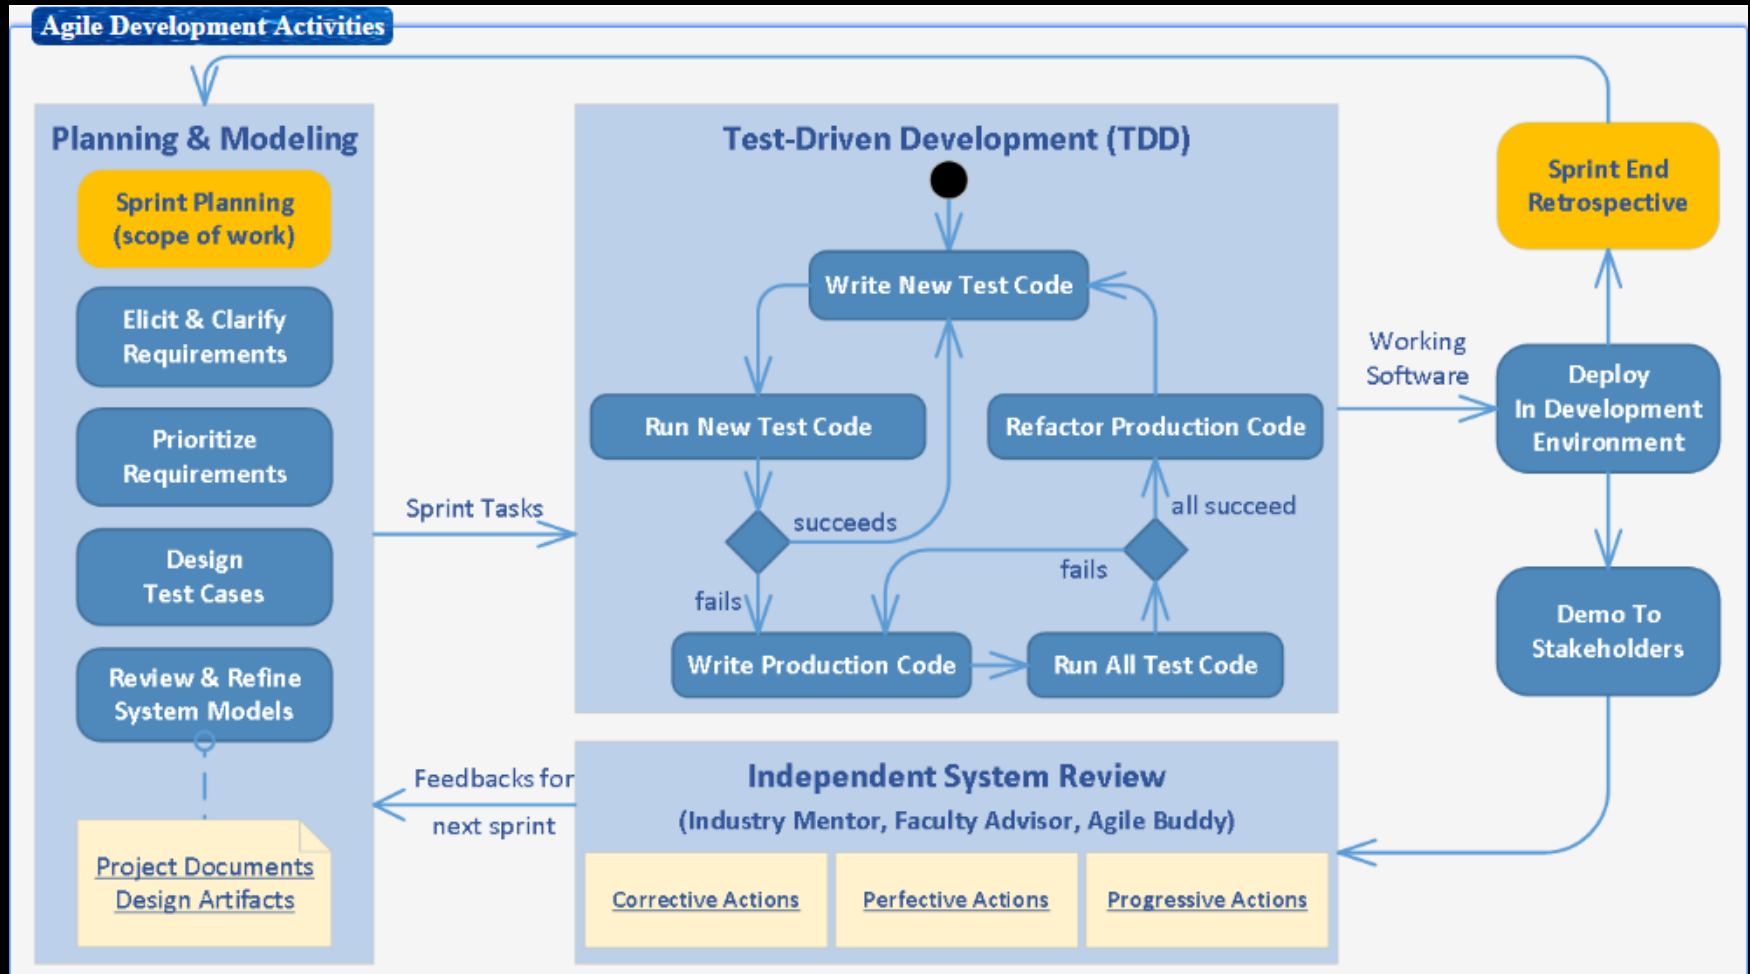 Agile Development Activities
Planning & Modeling
Sprint Planning
(scope of work)
Elicit & Clarify
Requirements
Prioritize
Requirements
Design
Test Cases
Review & Refine
System Models
Project Documents
Design Artifacts
Sprint Tasks
Feedbacks for
next sprint
Test-Driven Development (TDD)
Write New Test Code
Run New Test Code
Refactor Production Code
succeeds
all succeed
fails
fails
Write Production Code
Run All Test Code
Working
Software
Sprint End
Retrospective
Deploy
In Development
Environment
Demo To
Stakeholders
Independent System Review
(Industry Mentor, Faculty Advisor, Agile Buddy)
Corrective Actions
Perfective Actions
Progressive Actions